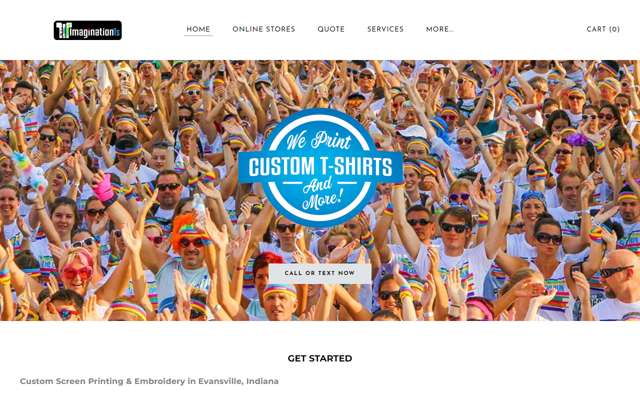 imaginationTs
HOME
ONLINE STORES
QUOTE
SERVICES
MORE...
CART (0)
We Print
CUSTOM T-SHIRTS
And
More!
CALL OR TEXT NOW
GET STARTED
Custom Screen Printing & Embroidery in Evansville, Indiana